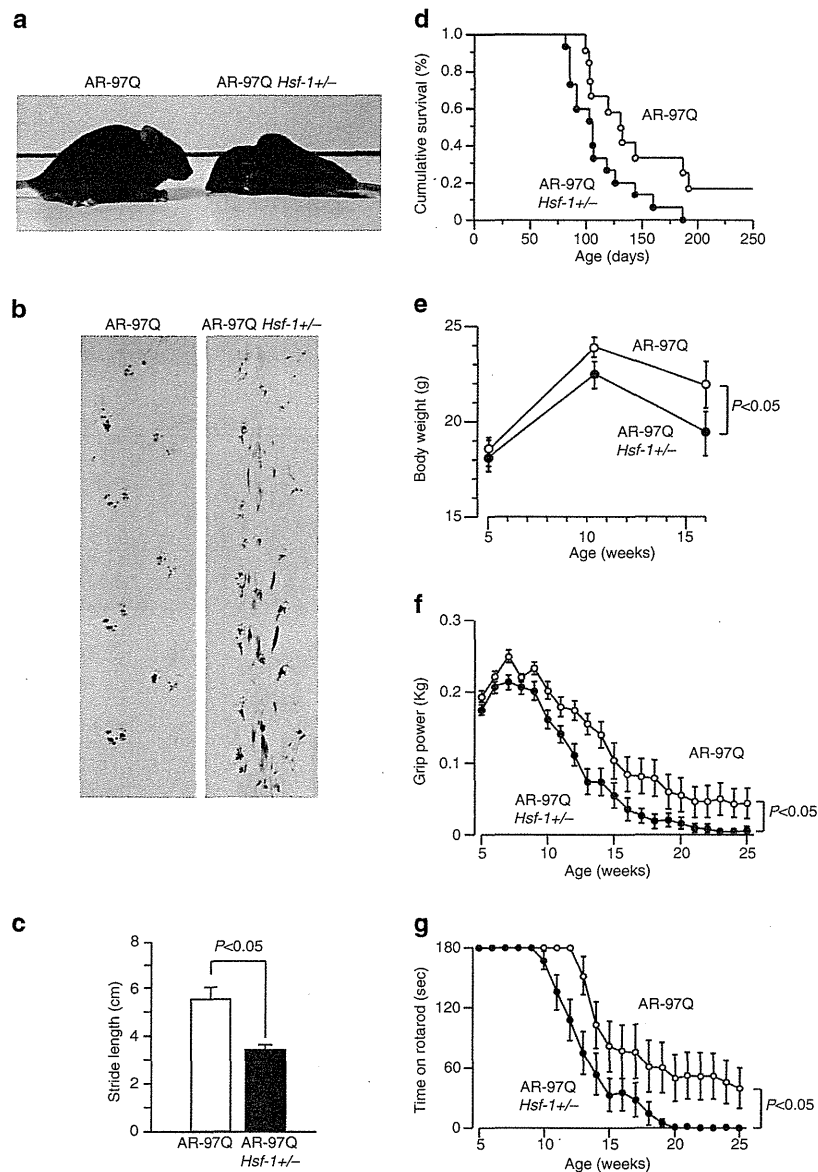 a
AR-97Q
AR-97Q Hsf-1+/–
b
AR-97Q
AR-97Q Hsf-1+/–
c
8
6
4
2
0
Stride length (cm)
P<0.05
AR-97Q
AR-97Q
Hsf-1+/–
d
1.0
0.8
0.6
0.4
0.2
0
Cumulative survival (%)
AR-97Q
AR-97Q
Hsf-1+/–
0
50
100
150
200
250
Age (days)
e
25
20
15
Body weight (g)
AR-97Q
P<0.05
AR-97Q
Hsf-1+/–
5
10
15
Age (weeks)
f
0.3
0.2
0.1
0
Grip power (Kg)
AR-97Q
AR-97Q
Hsf-1+/–
P<0.05
5
10
15
20
25
Age (weeks)
g
180
120
60
0
Time on rotarod (sec)
AR-97Q
AR-97Q
Hsf-1+/–
P<0.05
5
10
15
20
25
Age (weeks)